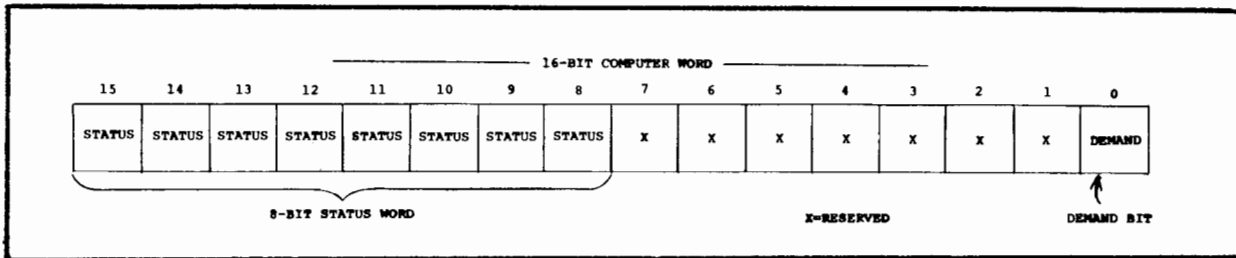 16-BIT COMPUTER WORD
15 14 13 12 11 10 9 8 7 6 5 4 3 2 1 0
STATUS STATUS STATUS STATUS STATUS STATUS STATUS STATUS X X X X X X X DEMAND
8-BIT STATUS WORD X=RESERVED DEMAND BIT